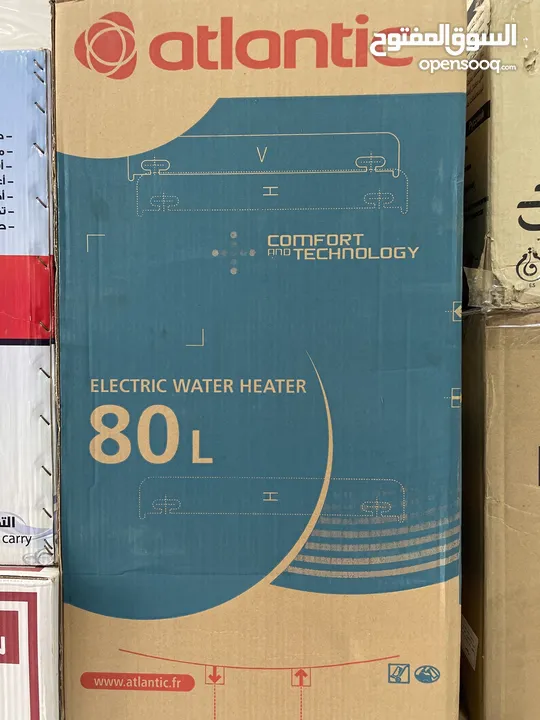 atlantic
السوق المفتوح
opensooq.com
V
H
COMFORT
AND TECHNOLOGY
ELECTRIC WATER HEATER
80 L
H
www.atlantic.fr
carry